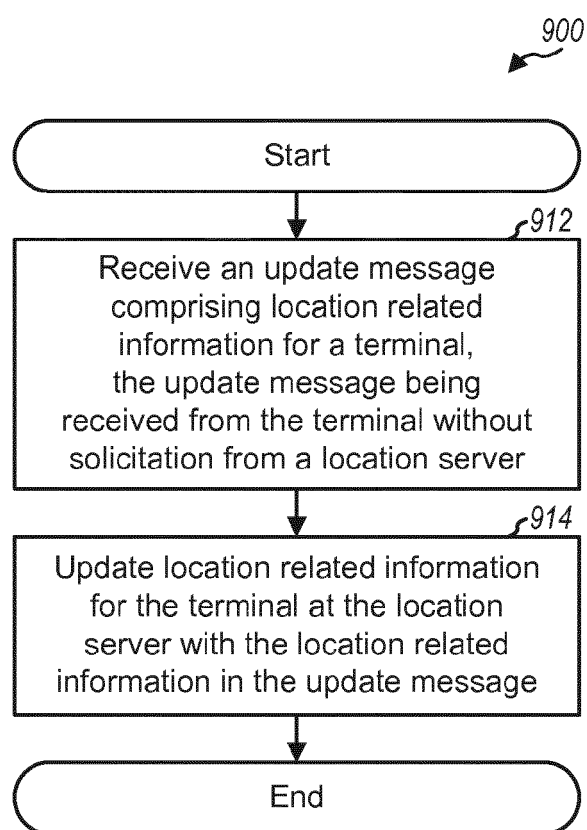 900
Start
912
Receive an update message
comprising location related
information for a terminal,
the update message being
received from the terminal without
solicitation from a location server
914
Update location related information
for the terminal at the location
server with the location related
information in the update message
End